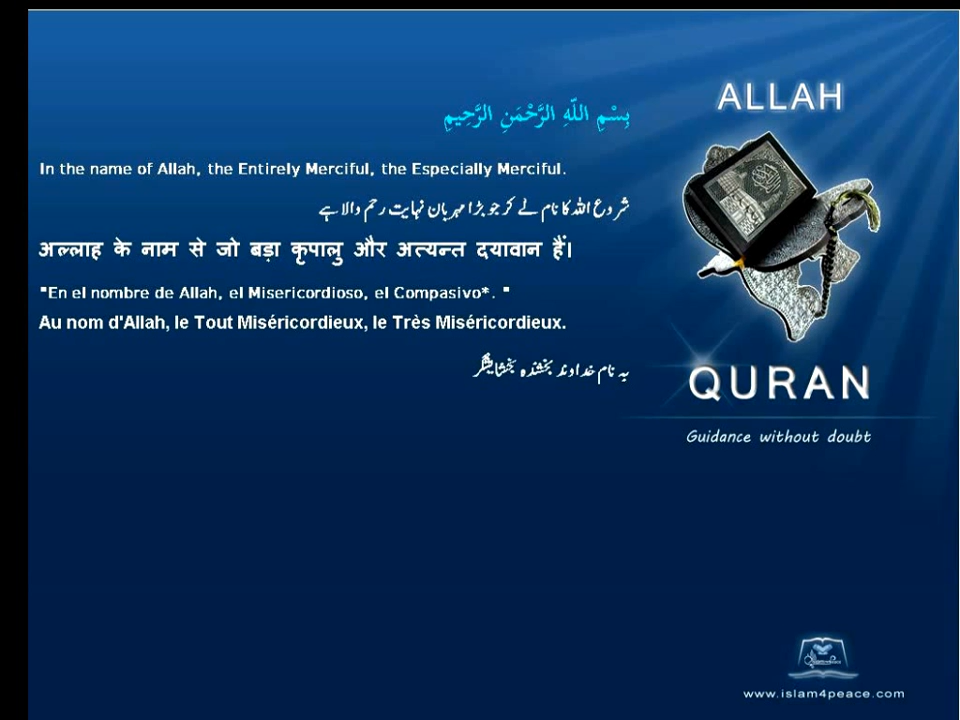 بِسْمِ اللّهِ الرَّحْمَنِ الرَّحِيمِ
In the name of Allah, the Entirely Merciful, the Especially Merciful.
شروع الله کا نام لے کر جو بڑا مہربان نہایت رحم والا ہے
अल्लाह के नाम से जो बड़ा कृपालु और अत्यन्त दयावान हैं।
"En el nombre de Allah, el Misericordioso, el Compasivo*. "
Au nom d'Allah, le Tout Miséricordieux, le Très Miséricordieux.
به نام خداوند بخشنده بخشایشگر
ALLAH
QURAN
Guidance without doubt
www.islam4peace.com